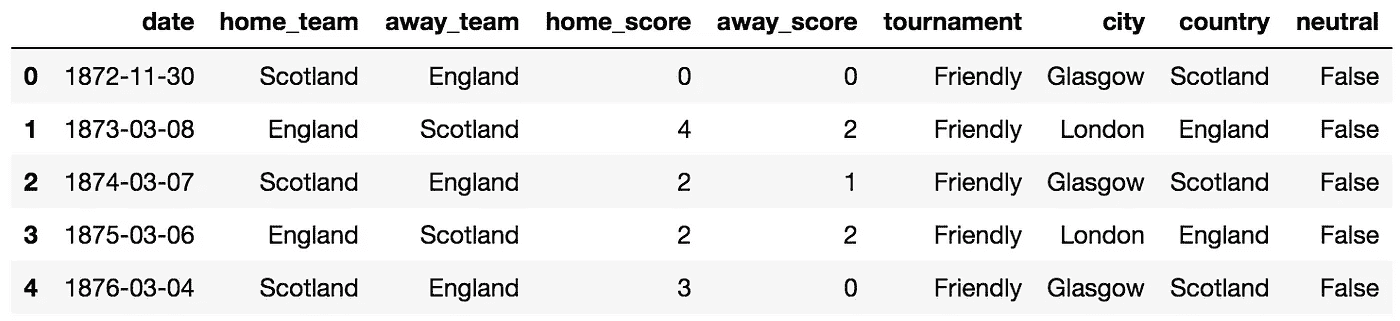 date home_team away_team home_score away_score tournament city country neutral
0 1872-11-30 Scotland England 0 0 Friendly Glasgow Scotland False
1 1873-03-08 England Scotland 4 2 Friendly London England False
2 1874-03-07 Scotland England 2 1 Friendly Glasgow Scotland False
3 1875-03-06 England Scotland 2 2 Friendly London England False
4 1876-03-04 Scotland England 3 0 Friendly Glasgow Scotland False